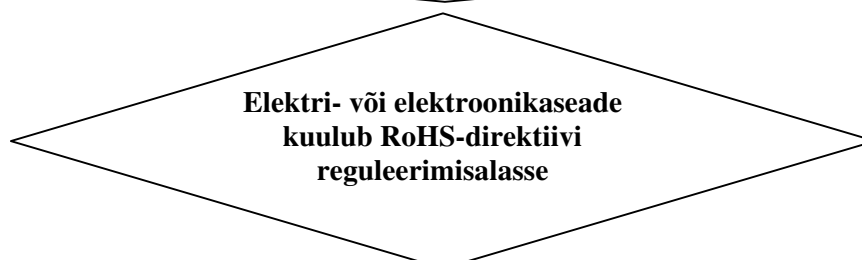 Elektri- või elektroonikaseade
kuulub RoHS-direktiivi
reguleerimisalasse